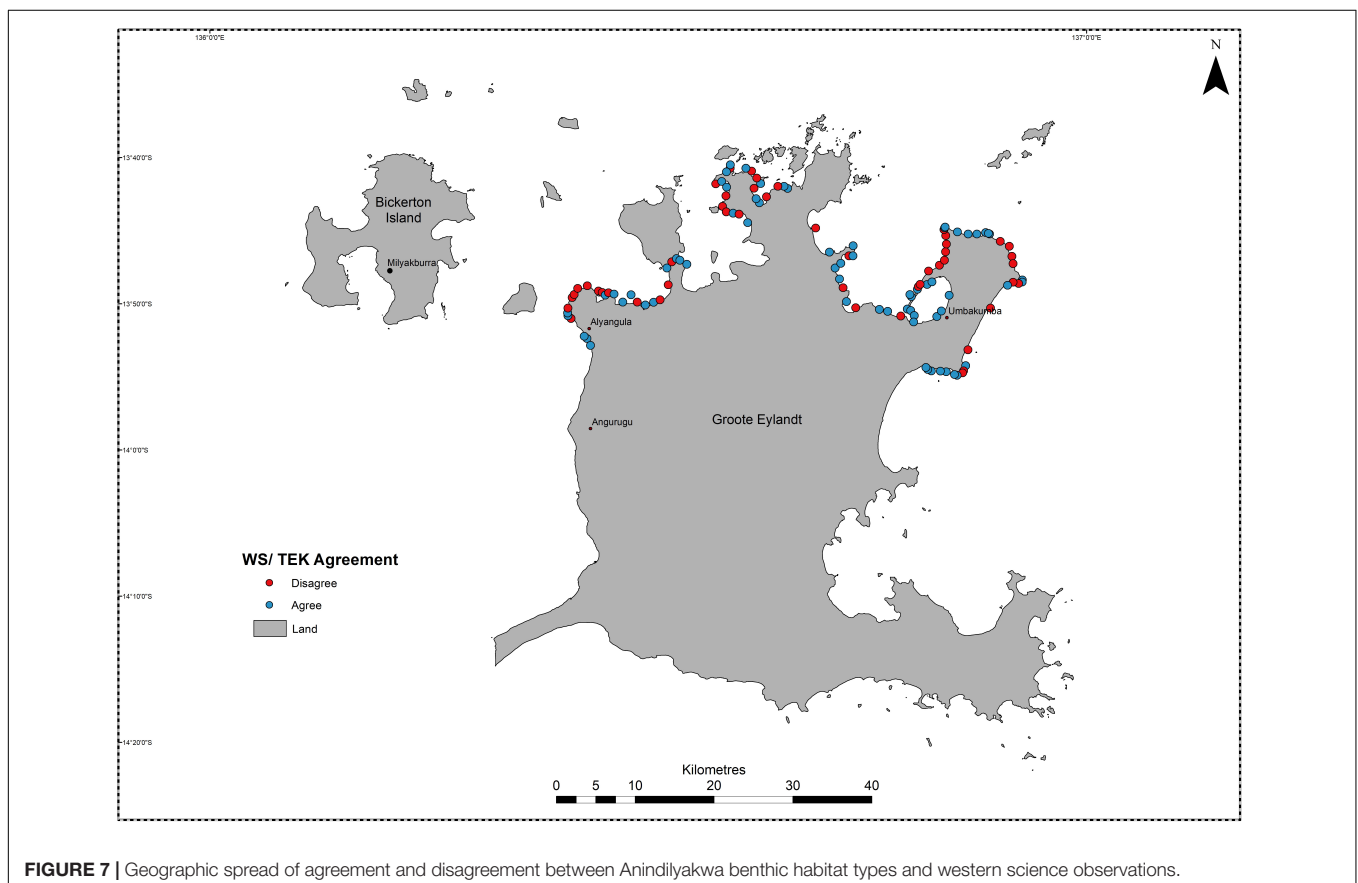 136°0'0"E
137°0'0"E
N
13°40'0"S
Bickerton
Island
Milyakburra
13°50'0"S
Alyangula
Umbakumba
Groote Eylandt
Angurugu
14°0'0"S
WS/ TEK Agreement
Disagree
Agree
Land
14°10'0"S
14°20'0"S
Kilometres
0 5 10 20 30 40
FIGURE 7 | Geographic spread of agreement and disagreement between Anindilyakwa benthic habitat types and western science observations.